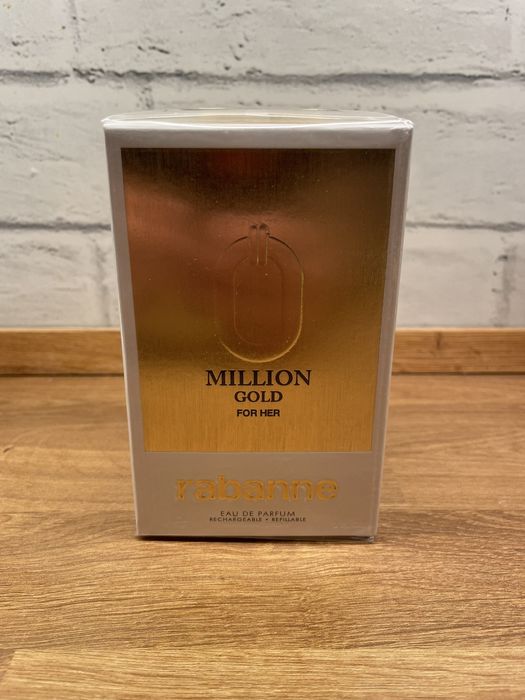 MILLION
GOLD
FOR HER
rabanne
EAU DE PARFUM
RECHARGEABLE • REFILLABLE